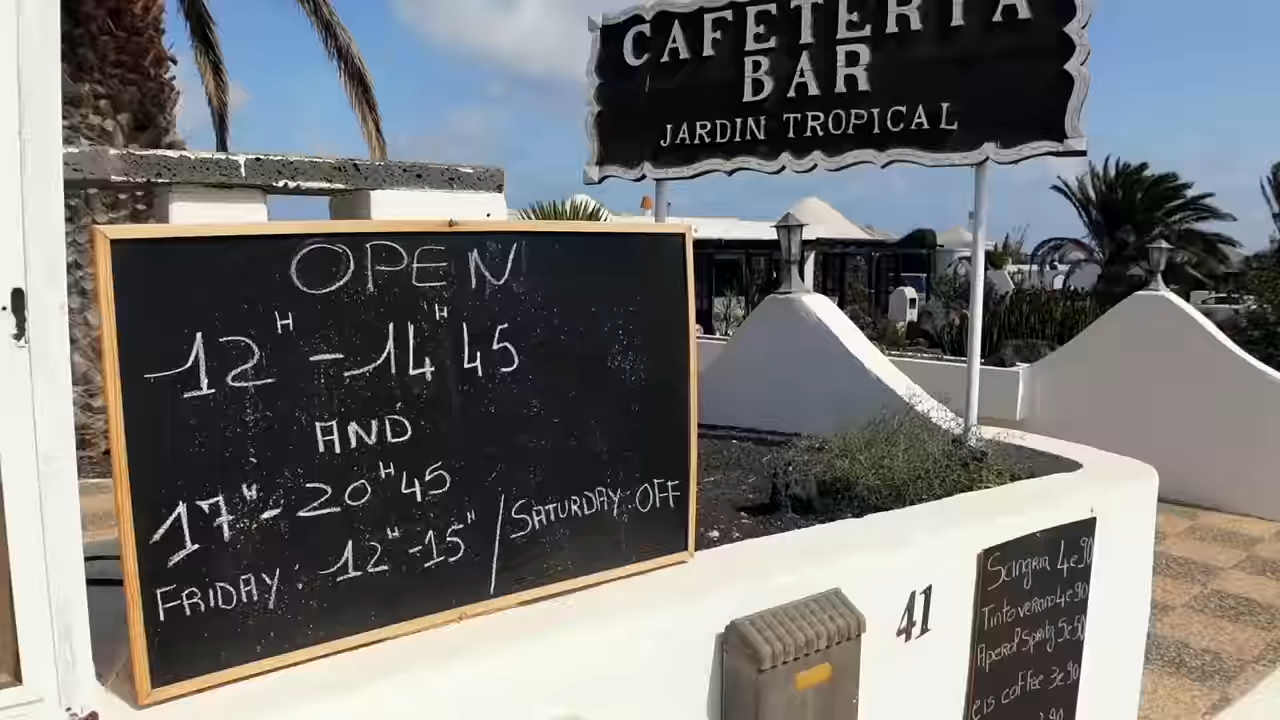 CAFETERIA
BAR
JARDIN TROPICAL
OPEN
12H - 14H45
AND
17H - 20H45
FRIDAY: 12H - 15H / SATURDAY: OFF
41
Sangria 4e90
Tinto verano 4e90
Aperol Spritz 5e50
eis coffee 3e90